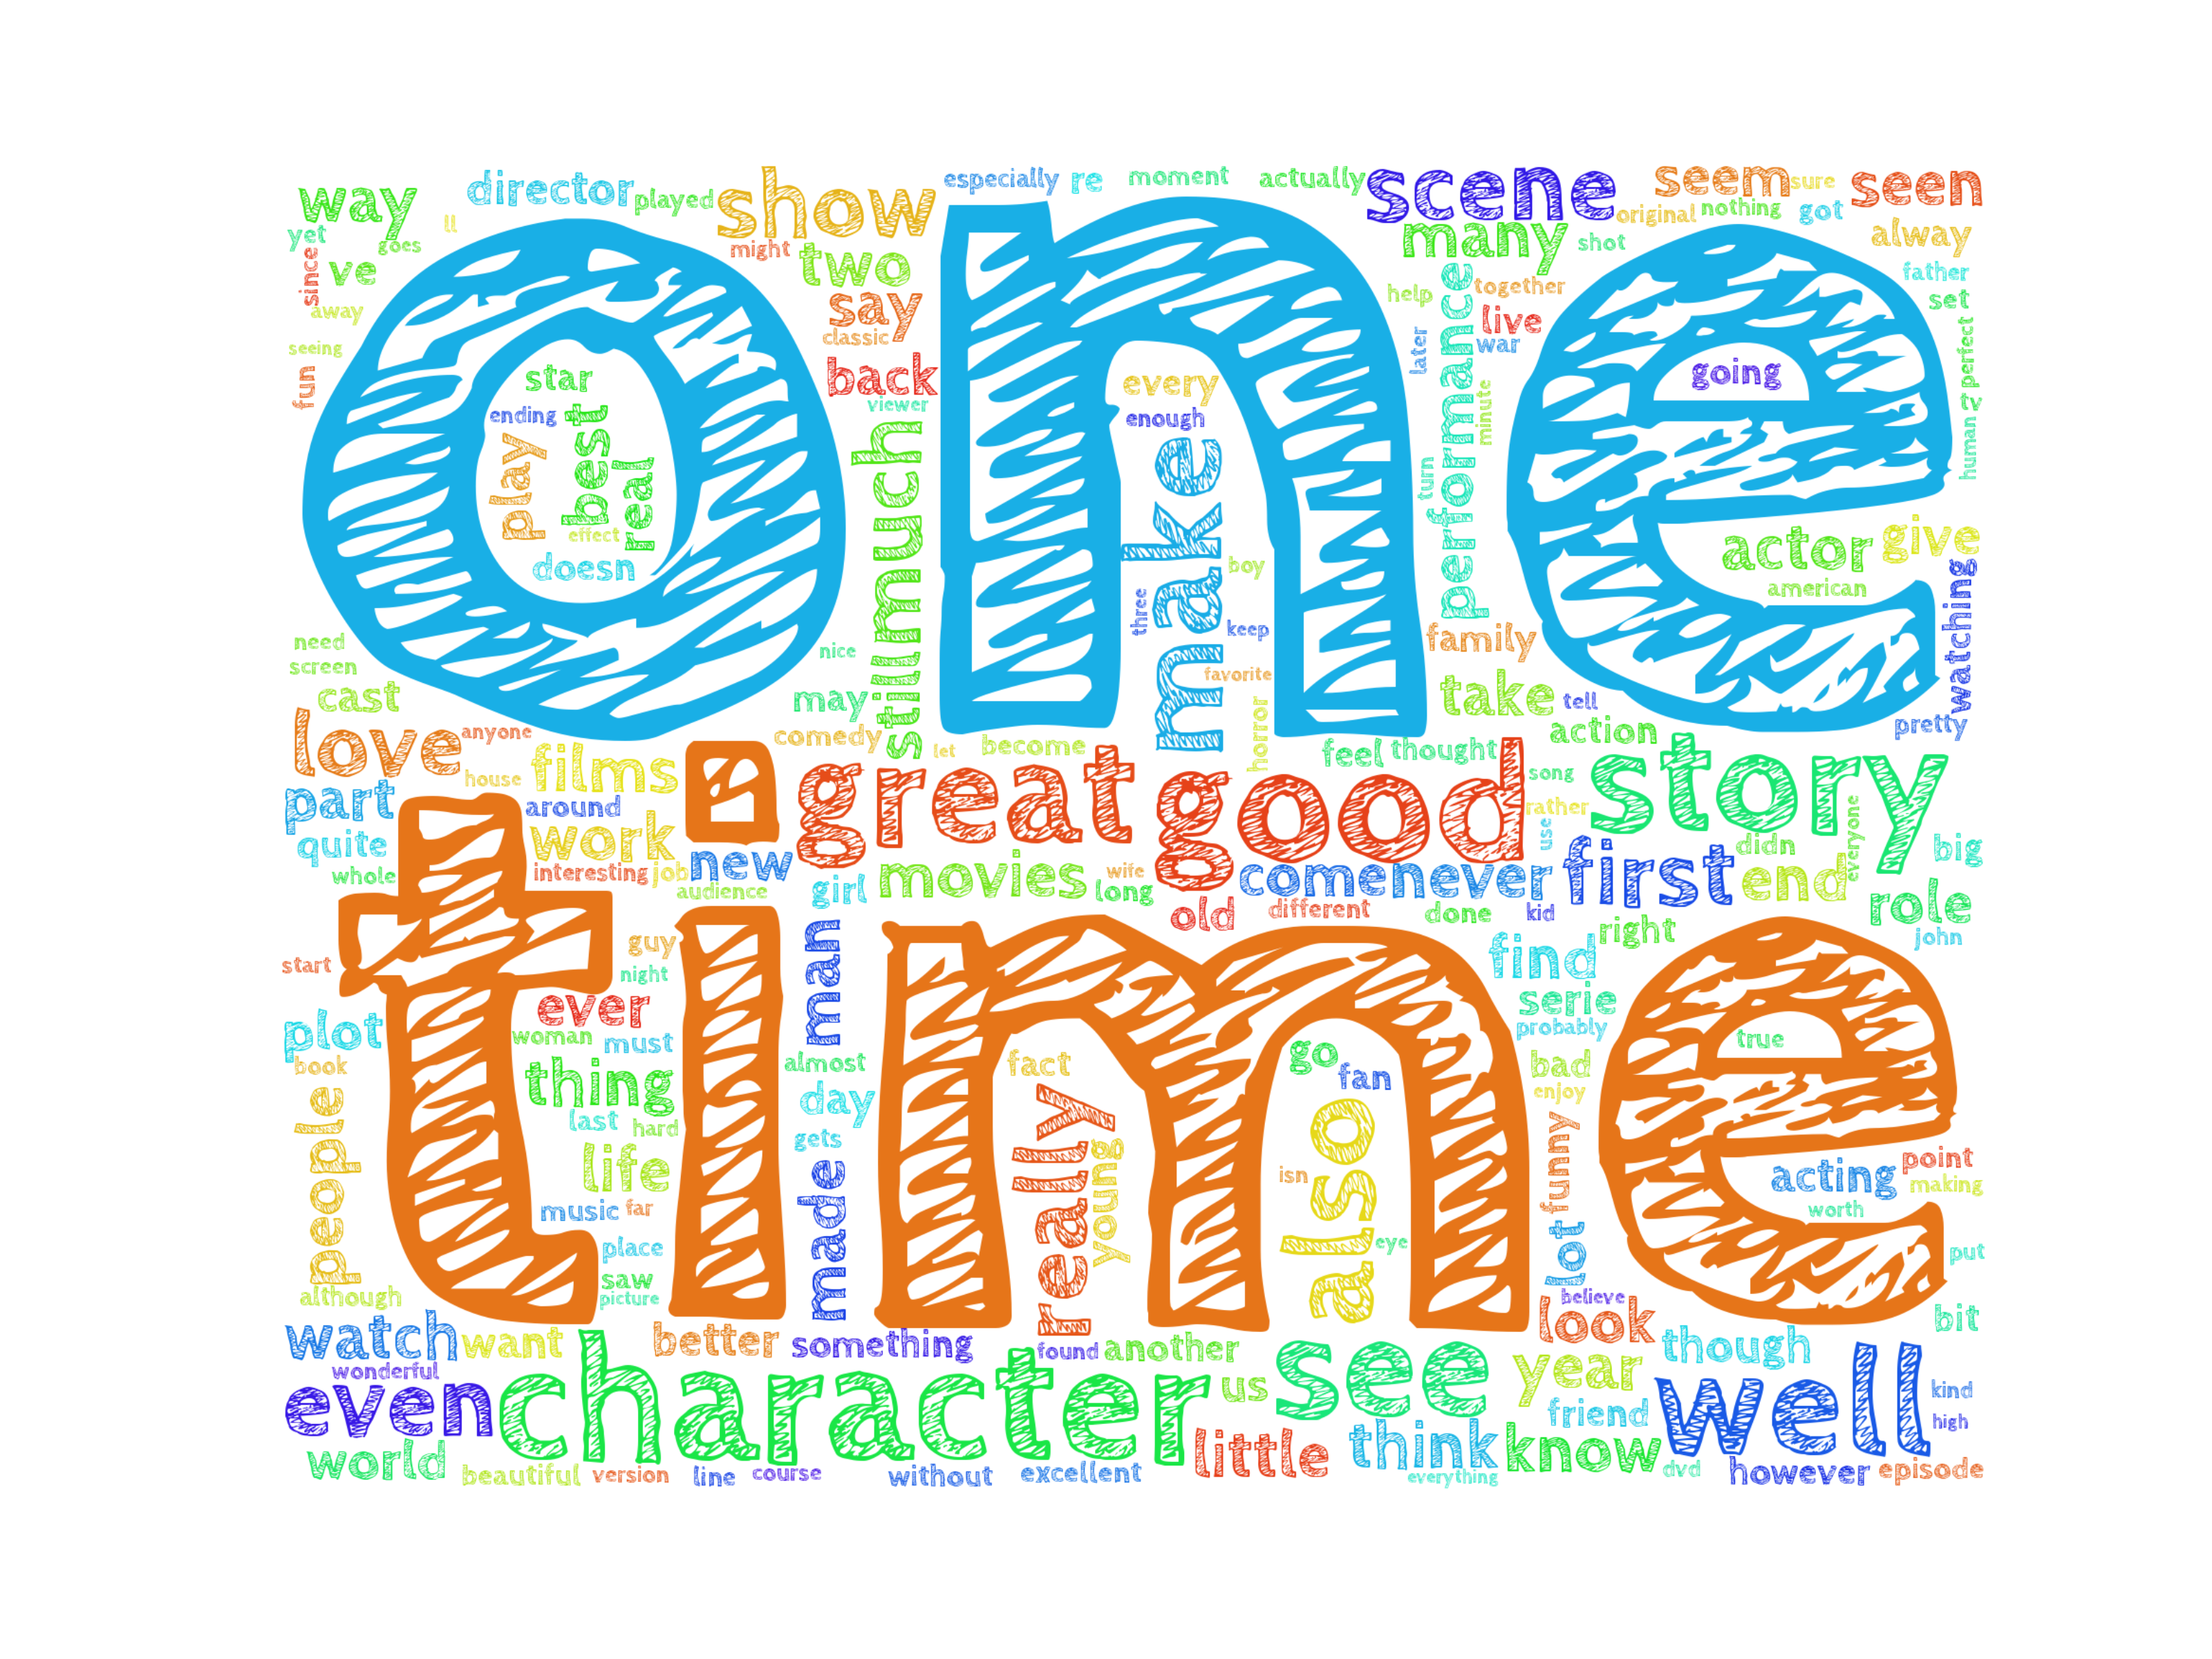 way director played show especially re moment actually scene seem sure seen
yet ll goes might two many original nothing got alway
since ve say shot father
away classic one help together set
seeing back later live war perfect
fun star viewer every going tv
ending enough minute human
play best real much make performance turn actor give
effect american
doesn boy watching
need three keep family
screen nice favorite
cast may still take tell pretty
love anyone comedy let become horror feel thought action
house films great good song story
part around rather everyone
quite work new movies wife come never use first didn end big
whole interesting job audience girl long old different done kid role
guy man right john
start night find
ever serie
plot woman must time probably true
book thing almost fact go fan bad
people last hard day really young also enjoy
life gets isn funny acting point
music far made making
place eye lot worth put
although saw believe
picture look bit
watch want better something found another though
wonderful see year
even character us well kind
friend high
world little think know
beautiful version line course without excellent everything dvd however episode